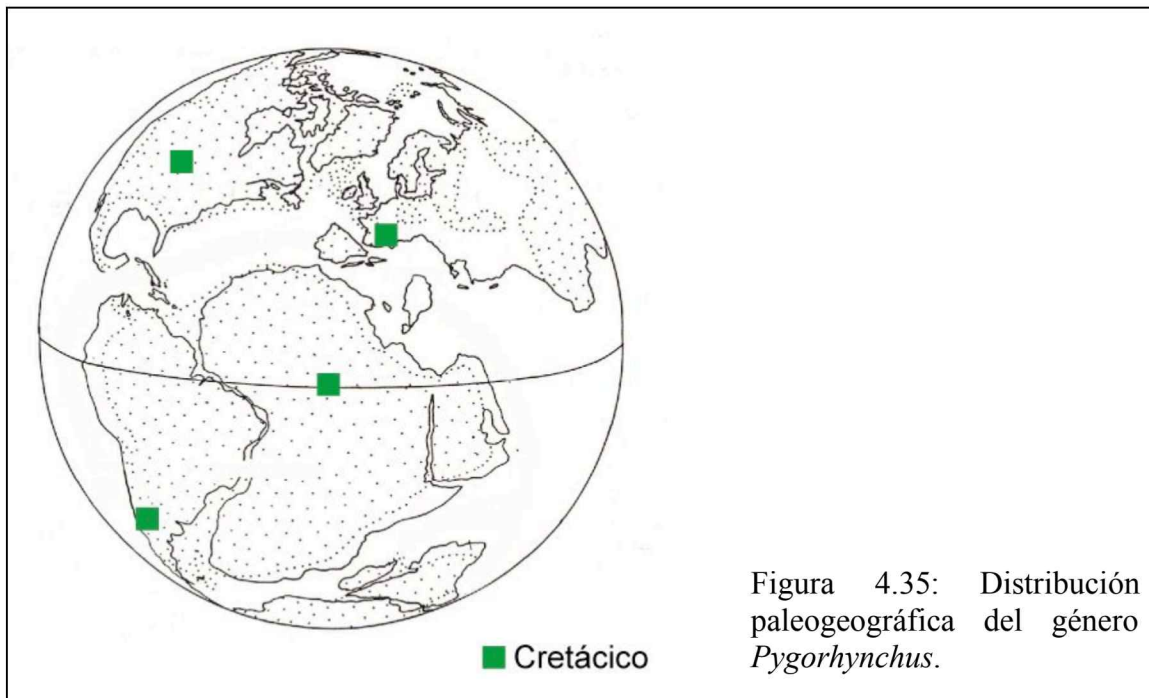 Cretácico
Figura 4.35: Distribución
paleogeográfica del género
Pygorhynchus.